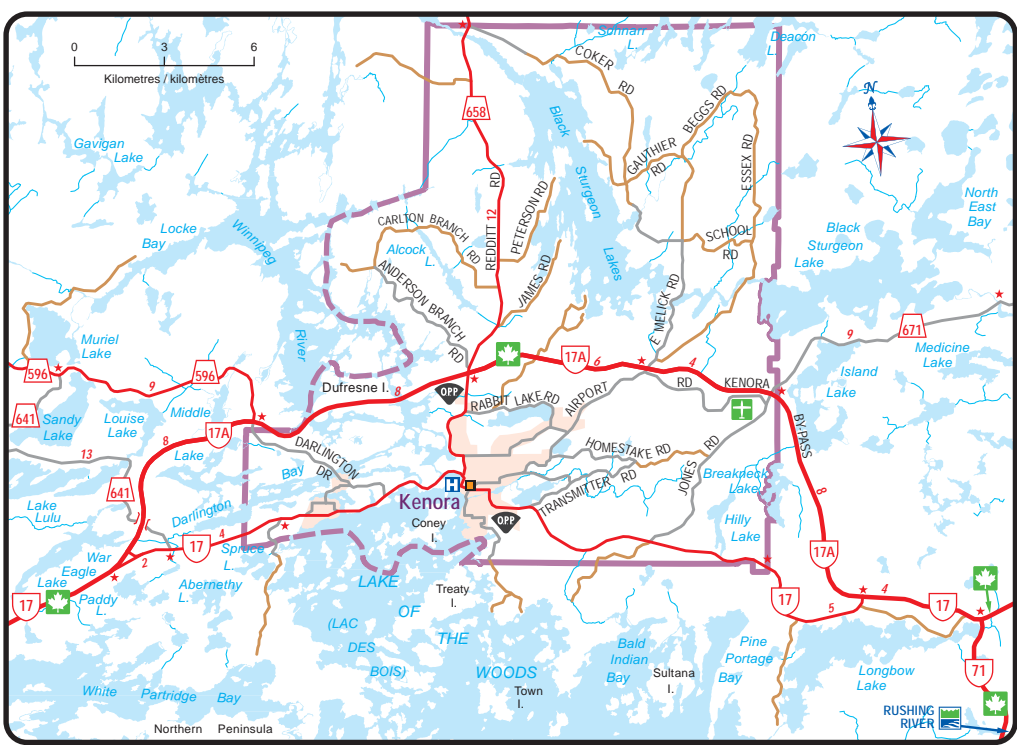 0 3 6
Kilometres / kilomètres
658
COKER
RD
Deacon
L.
N
Black
Sturgeon
Lakes
GAUTHIER
RD
BEGGS RD
ESSEX RD
Gavigan
Lake
North
East
Bay
Locke
Bay
Winnipeg
River
CARLTON BRANCH
RD
Alcock
L.
REDDITT 12
RD
PETERSON RD
SCHOOL
RD
Black
Sturgeon
Lake
ANDERSON BRANCH
RD
JAMES RD
E MELICK RD
671
9
Medicine
Lake
Muriel
Lake
596
9
596
17A
6
4
Island
Lake
Dufresne I.
8
OPP
RABBIT LAKE RD
AIRPORT
RD
KENORA
BY-PASS
641
Sandy
Lake
Louise
Lake
Middle
Lake
17A
8
13
DARLINGTON
DR
Bay
Darlington
HOMESTAKE RD
TRANSMITTER RD
JONES
RD
Breakneck
Lake
8
641
Lake
Lulu
H
Kenora
Coney
I.
OPP
Hilly
Lake
17A
17
4
2
Spruce
L.
War
Eagle
Lake
Paddy
L.
Abernethy
L.
17
LAKE
OF
THE
WOODS
(LAC
DES
BOIS)
Treaty
I.
17
5
4
17
71
Bald
Indian
Bay
Sultana
I.
Pine
Portage
Bay
Longbow
Lake
Town
I.
White Partridge Bay
Northern Peninsula
RUSHING
RIVER